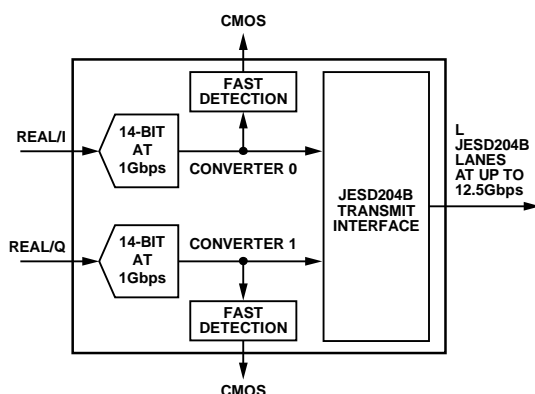 CMOS
FAST
DETECTION
REAL/I
14-BIT
AT
1Gbps
CONVERTER 0
JESD204B
TRANSMIT
INTERFACE
L
JESD204B
LANES
AT UP TO
12.5Gbps
REAL/Q
14-BIT
AT
1Gbps
CONVERTER 1
FAST
DETECTION
CMOS